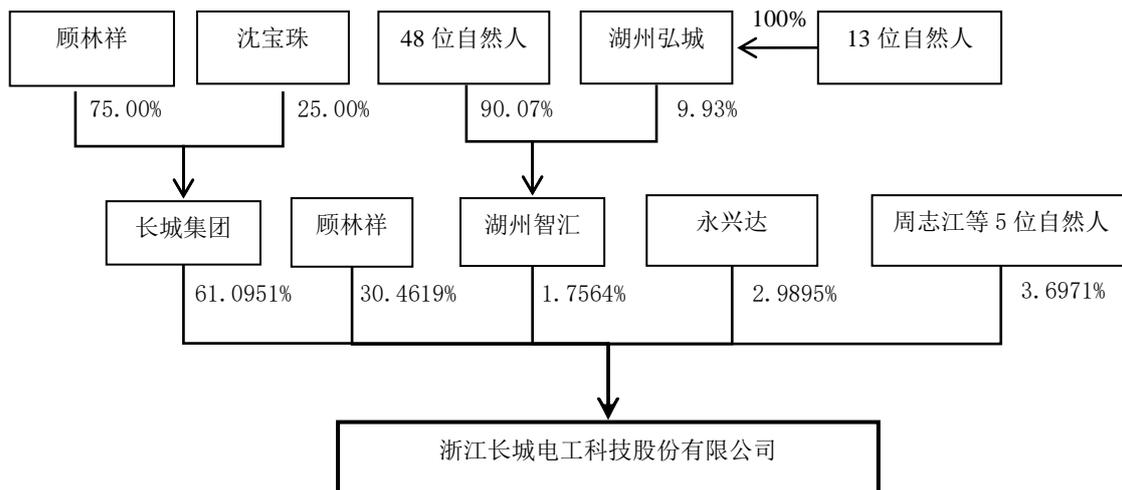 顾林祥
沈宝珠
48 位自然人
湖州弘城
100%
13 位自然人
75.00%
25.00%
90.07%
9.93%
长城集团
顾林祥
湖州智汇
永兴达
周志江等 5 位自然人
61.0951%
30.4619%
1.7564%
2.9895%
3.6971%
浙江长城电工科技股份有限公司